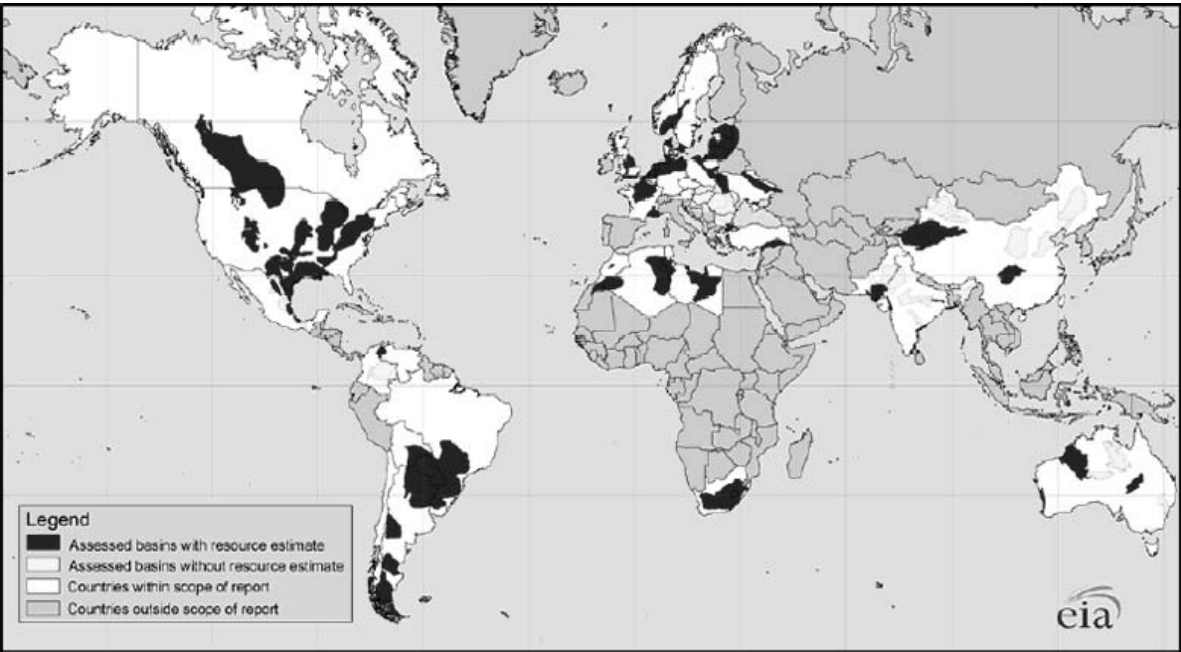 Legend
Assessed basins with resource estimate
Assessed basins without resource estimate
Countries within scope of report
Countries outside scope of report
eia